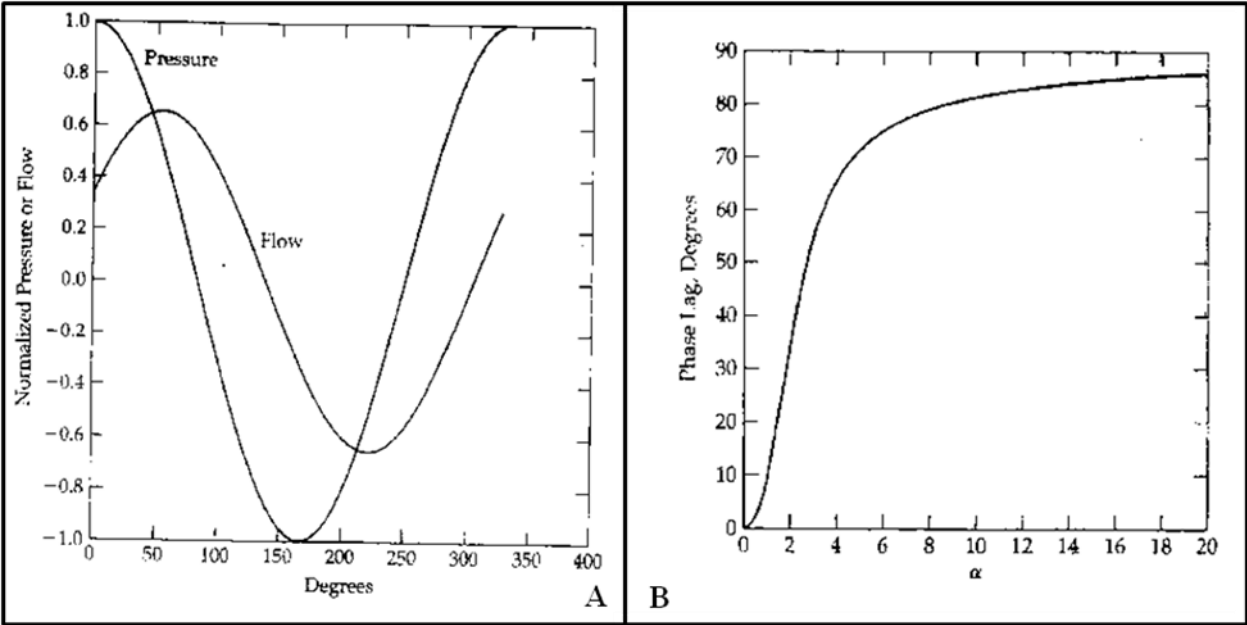 1.0
0.8
0.6
0.4
0.2
0.0
−0.2
−0.4
−0.6
−0.8
−1.0
Normalized Pressure or Flow
Pressure
Flow
0 50 100 150 200 250 300 350 400
Degrees
A
90
80
70
60
50
40
30
20
10
0
Phase Lag, Degrees
0 2 4 6 8 10 12 14 16 18 20
α
B